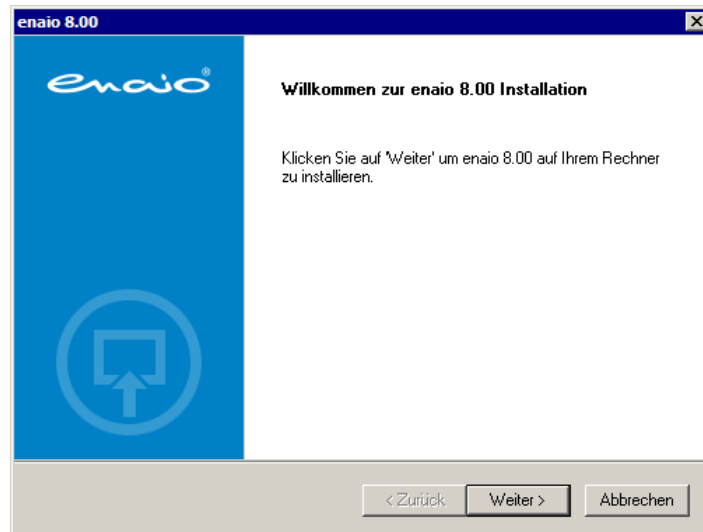 enaio 8.00
enaio®
Willkommen zur enaio 8.00 Installation
Klicken Sie auf 'Weiter' um enaio 8.00 auf Ihrem Rechner
zu installieren.
< Zurück
Weiter >
Abbrechen